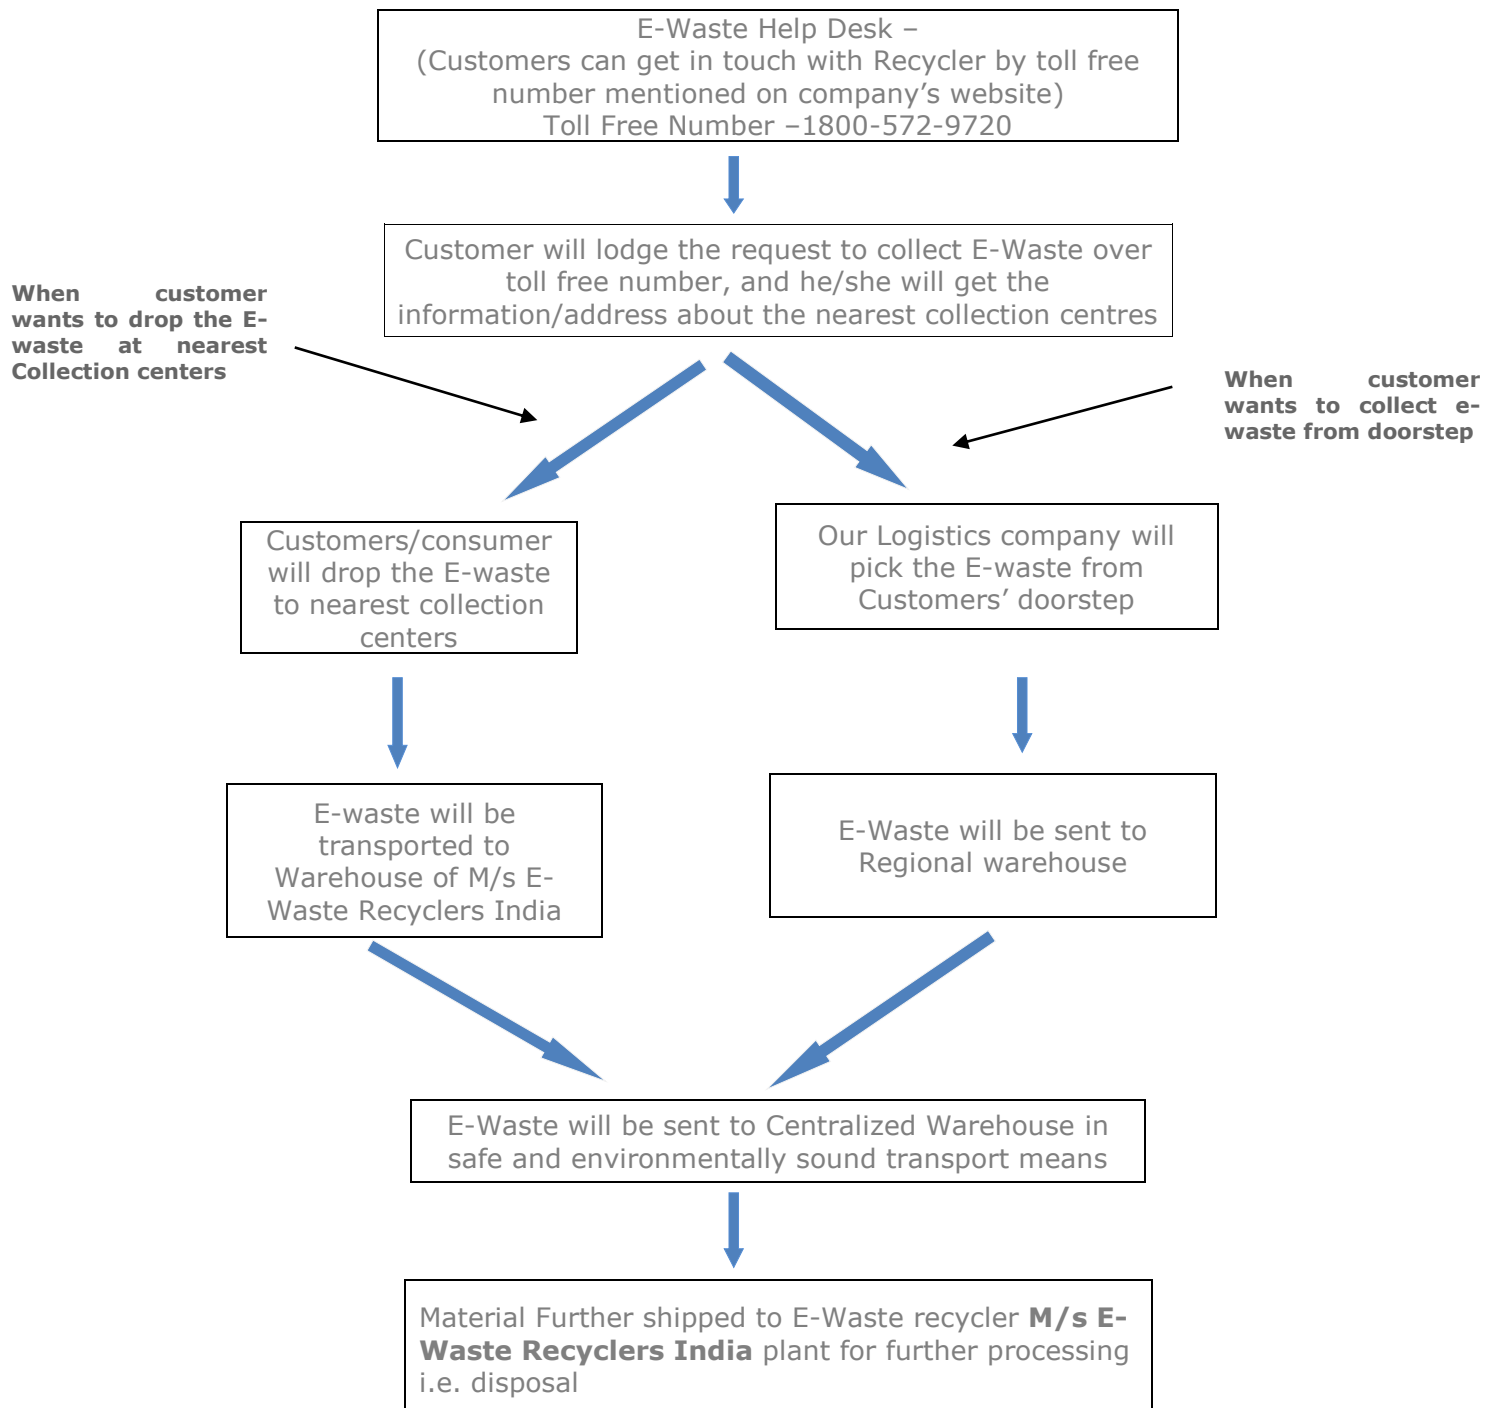 E-Waste Help Desk –
(Customers can get in touch with Recycler by toll free
number mentioned on company’s website)
Toll Free Number –1800-572-9720
Customer will lodge the request to collect E-Waste over
toll free number, and he/she will get the
information/address about the nearest collection centres
When customer
wants to drop the E-
waste at nearest
Collection centers
When customer
wants to collect e-
waste from doorstep
Customers/consumer
will drop the E-waste
to nearest collection
centers
Our Logistics company will
pick the E-waste from
Customers’ doorstep
E-waste will be
transported to
Warehouse of M/s E-
Waste Recyclers India
E-Waste will be sent to
Regional warehouse
E-Waste will be sent to Centralized Warehouse in
safe and environmentally sound transport means
Material Further shipped to E-Waste recycler M/s E-
Waste Recyclers India plant for further processing
i.e. disposal